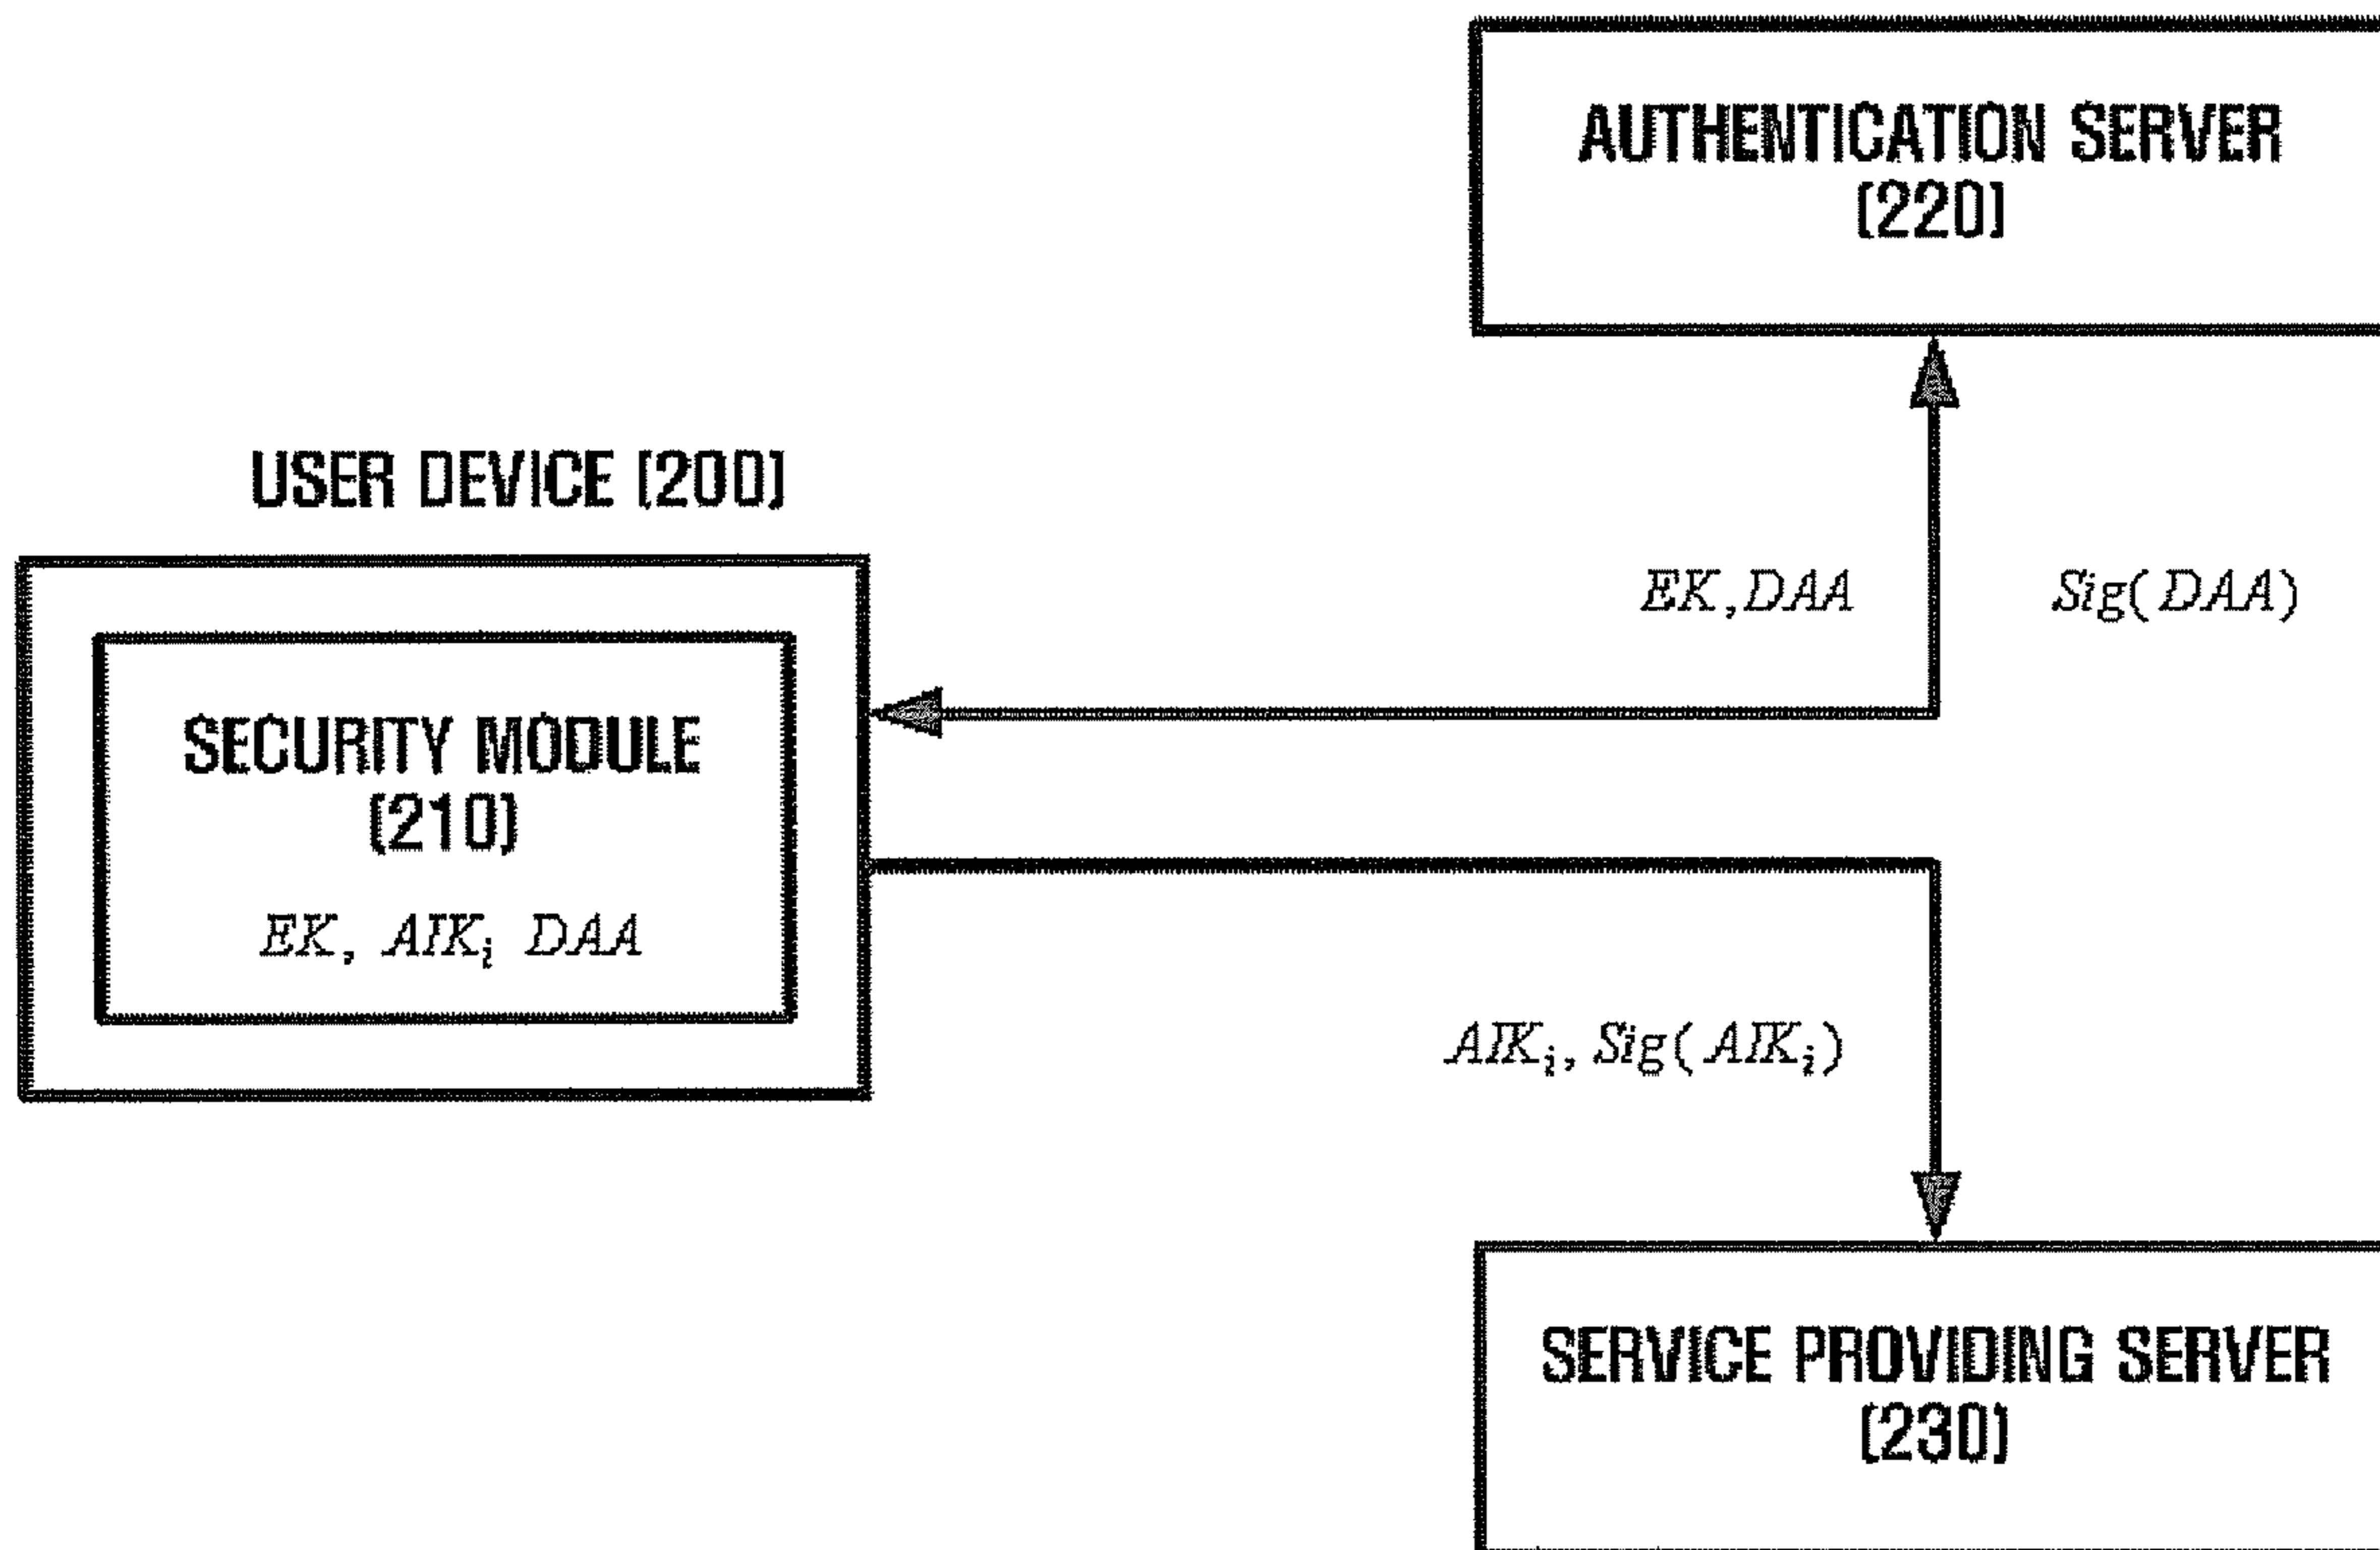 AUTHENTICATION SERVER
(220)
USER DEVICE (200)
EK,DAA
Sig(DAA)
SECURITY MODULE
(210)
EK, AIKi DAA
AIKi, Sig(AIKi)
SERVICE PROVIDING SERVER
(230)